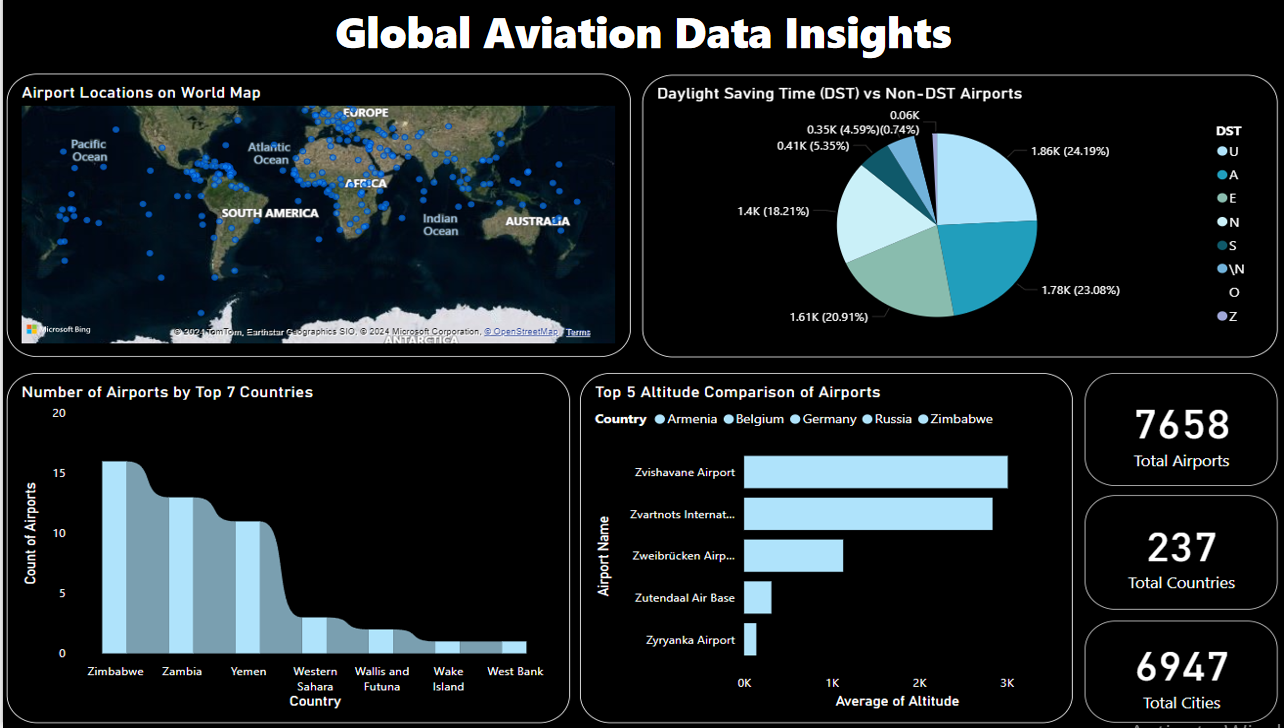 Global Aviation Data Insights
Airport Locations on World Map
EUROPE
Pacific
Ocean
Atlantic
Ocean
AFRICA
SOUTH AMERICA
Indian
Ocean
AUSTRALIA
Microsoft Bing
© 2024 TomTom, Earthstar Geographics SIO, © 2024 Microsoft Corporation, © OpenStreetMap Terms
ANTARCTICA
Daylight Saving Time (DST) vs Non-DST Airports
0.06K
0.35K (4.59%)(0.74%)
0.41K (5.35%)
1.4K (18.21%)
1.61K (20.91%)
1.86K (24.19%)
1.78K (23.08%)
DST
U
A
E
N
S
\N
O
Z
Number of Airports by Top 7 Countries
Count of Airports
20
15
10
5
0
Zimbabwe
Zambia
Yemen
Western
Sahara
Wallis and
Futuna
Wake
Island
West Bank
Country
Top 5 Altitude Comparison of Airports
Country Armenia Belgium Germany Russia Zimbabwe
Airport Name
Zvishavane Airport
Zvartnots Internat...
Zweibrücken Airp...
Zutendaal Air Base
Zyryanka Airport
0K 1K 2K 3K
Average of Altitude
7658
Total Airports
237
Total Countries
6947
Total Cities